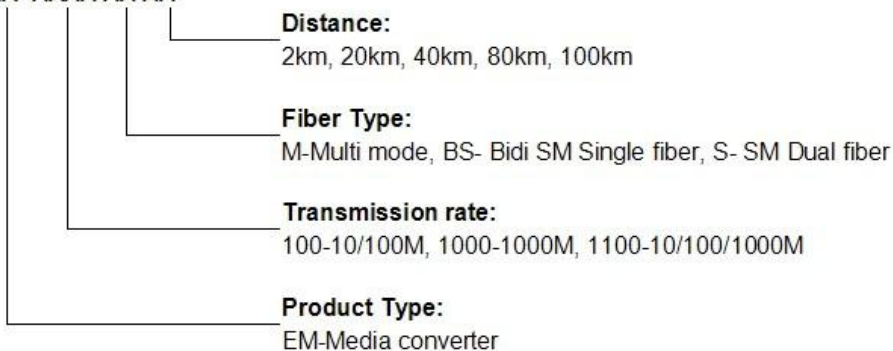 Distance:
2km, 20km, 40km, 80km, 100km
Fiber Type:
M-Multi mode, BS- Bidi SM Single fiber, S- SM Dual fiber
Transmission rate:
100-10/100M, 1000-1000M, 1100-10/100/1000M
Product Type:
EM-Media converter